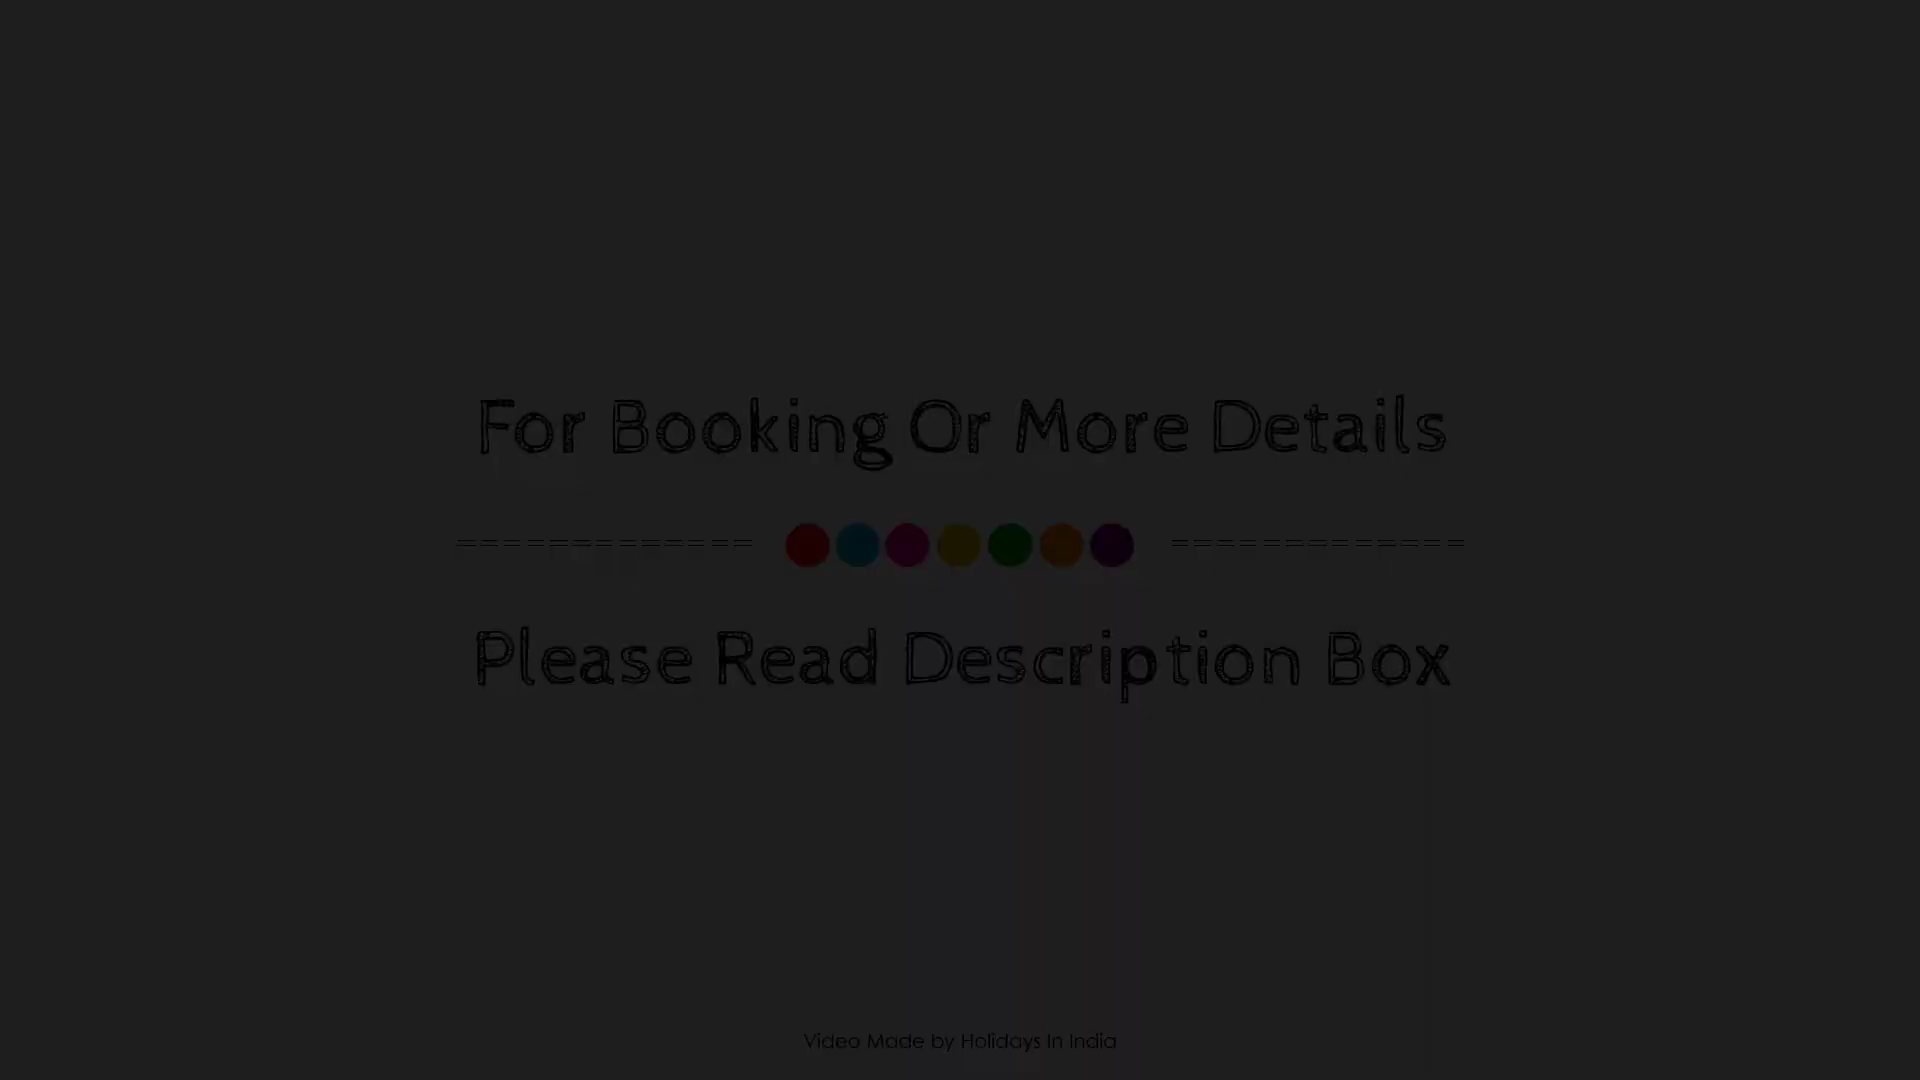 For Booking Or More Details
============= =============
Please Read Description Box
Video Made by Holidays In India